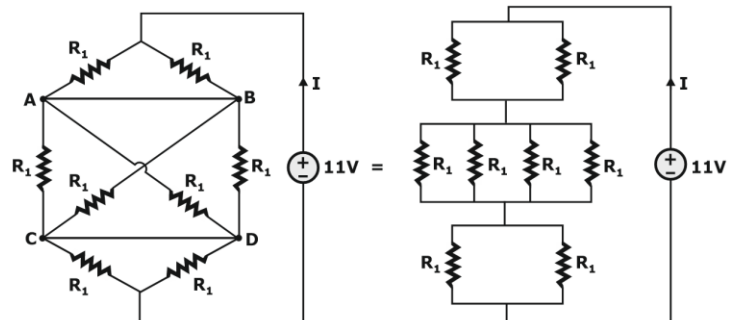 R₁ R₁
A B
R₁ R₁ R₁ R₁
C D
R₁ R₁
I
+
−
11V
=
R₁ R₁
R₁ R₁ R₁ R₁
R₁ R₁
I
+
−
11V